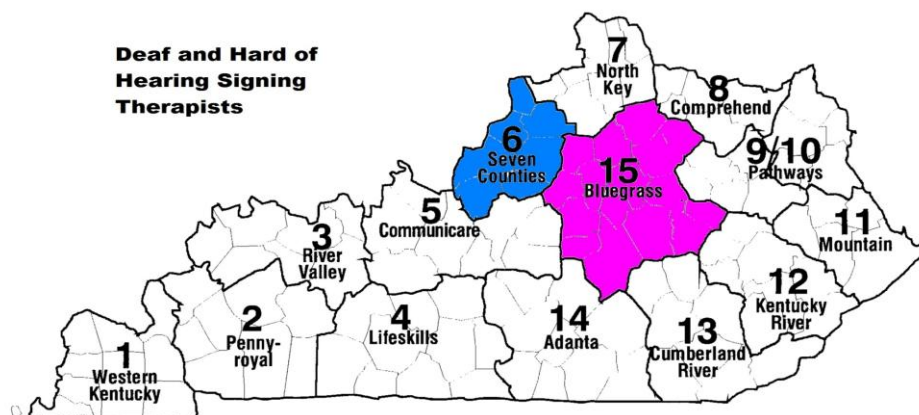 Deaf and Hard of
Hearing Signing
Therapists
7
North
Key
8
Comprehend
6
Seven
Counties
9/10
Pathways
15
Bluegrass
5
Communicare
11
Mountain
3
River
Valley
12
Kentucky
River
2
Penny-
royal
4
Lifeskills
14
Adanta
13
Cumberland
River
1
Western
Kentucky